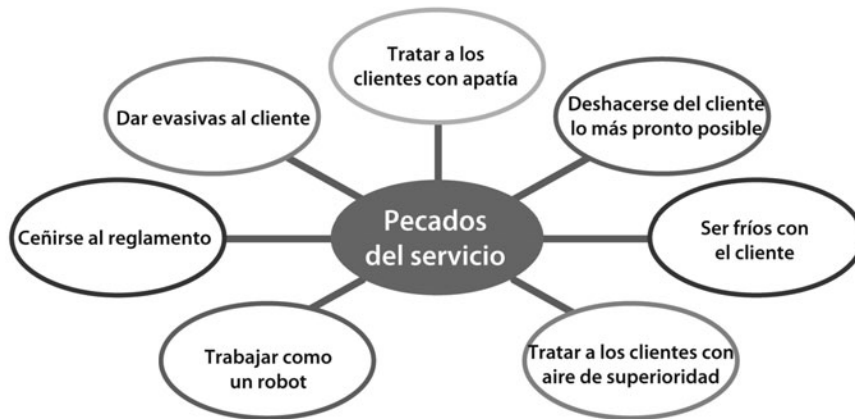 Tratar a los
clientes con apatía
Deshacerse del cliente
lo más pronto posible
Ser fríos con
el cliente
Tratar a los clientes con
aire de superioridad
Trabajar como
un robot
Ceñirse al reglamento
Dar evasivas al cliente
Pecados
del servicio